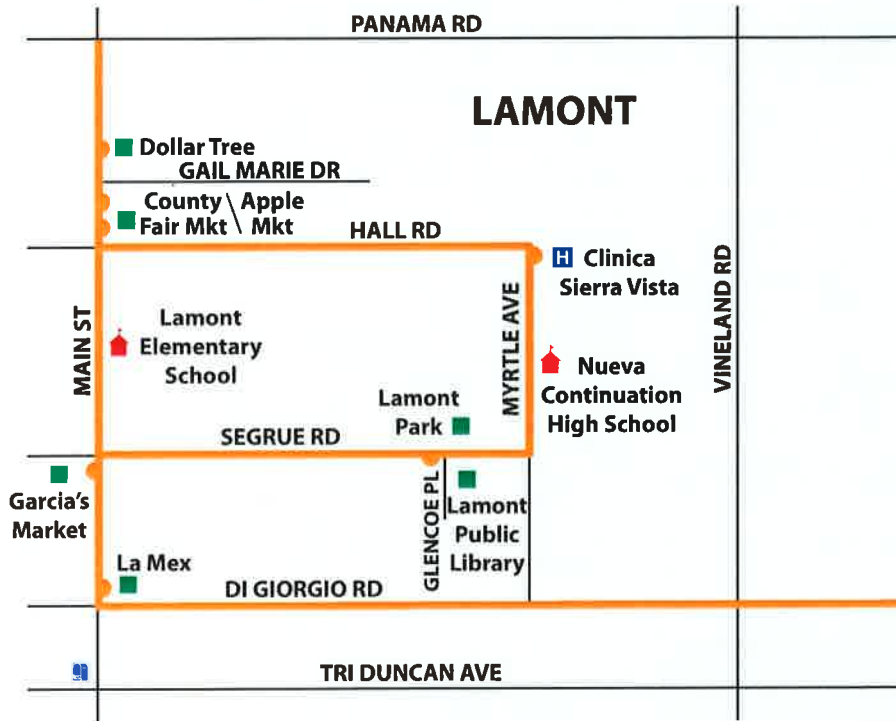 PANAMA RD
LAMONT
Dollar Tree
GAIL MARIE DR
County \ Apple
Fair Mkt \ Mkt
HALL RD
H Clinica
Sierra Vista
VINELAND RD
MAIN ST
Lamont
Elementary
School
MYRTLE AVE
Nueva
Continuation
High School
Lamont
Park
SEGRUE RD
Garcia's
Market
GLENCOE PL
Lamont
Public
Library
La Mex
DI GIORGIO RD
TRI DUNCAN AVE